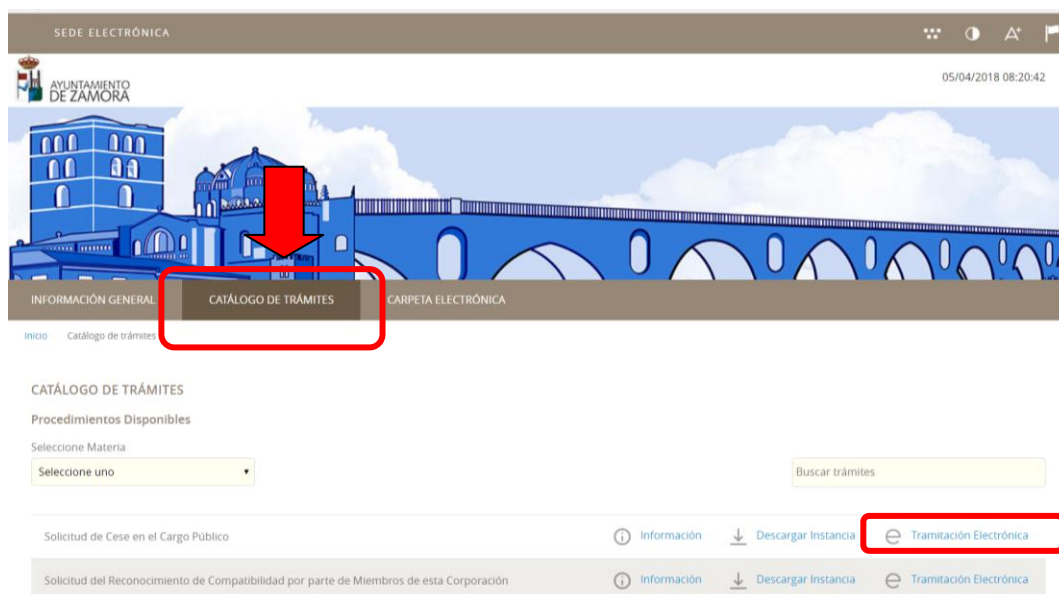 SEDE ELECTRÓNICA
A+
AYUNTAMIENTO
DE ZAMORA
05/04/2018 08:20:42
INFORMACIÓN GENERAL CATÁLOGO DE TRÁMITES CARPETA ELECTRÓNICA
Inicio Catálogo de trámites
CATÁLOGO DE TRÁMITES
Procedimientos Disponibles
Seleccione Materia
Seleccione uno Buscar trámites
Solicitud de Cese en el Cargo Público Información Descargar Instancia Tramitación Electrónica
Solicitud del Reconocimiento de Compatibilidad por parte de Miembros de esta Corporación Información Descargar Instancia Tramitación Electrónica